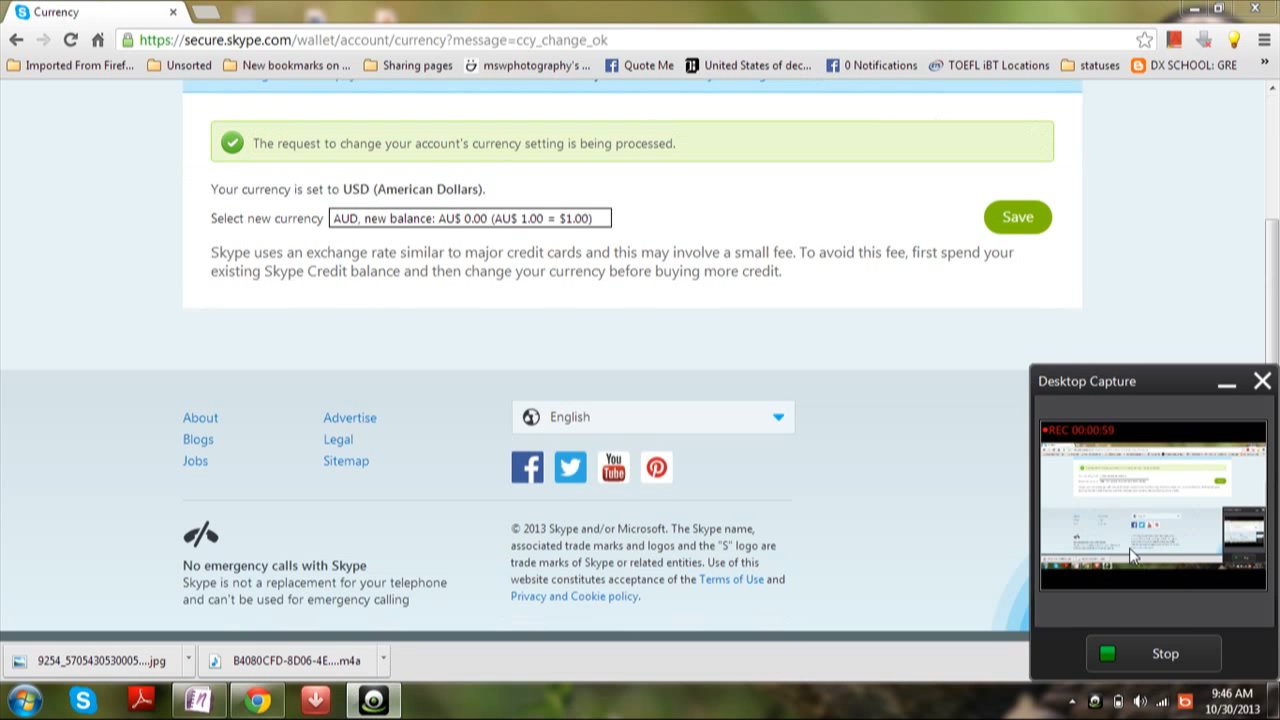 Currency
https://secure.skype.com/wallet/account/currency?message=ccy_change_ok
Imported From Firef... Unsorted New bookmarks on ... Sharing pages mswphotography's ... Quote Me United States of dec... 0 Notifications TOEFL iBT Locations statuses DX SCHOOL: GRE »
The request to change your account's currency setting is being processed.
Your currency is set to USD (American Dollars).
Select new currency AUD, new balance: AU$ 0.00 (AU$ 1.00 = $1.00) Save
Skype uses an exchange rate similar to major credit cards and this may involve a small fee. To avoid this fee, first spend your
existing Skype Credit balance and then change your currency before buying more credit.
Desktop Capture
REC 00:00:59
About Advertise English
Blogs Legal
Jobs Sitemap
You
Tube
No emergency calls with Skype
Skype is not a replacement for your telephone
and can't be used for emergency calling
© 2013 Skype and/or Microsoft. The Skype name,
associated trade marks and logos and the "S" logo are
trade marks of Skype or related entities. Use of this
website constitutes acceptance of the Terms of Use and
Privacy and Cookie policy.
Stop
9254_5705430530005....jpg B4080CFD-8D06-4E....m4a
9:46 AM
10/30/2013